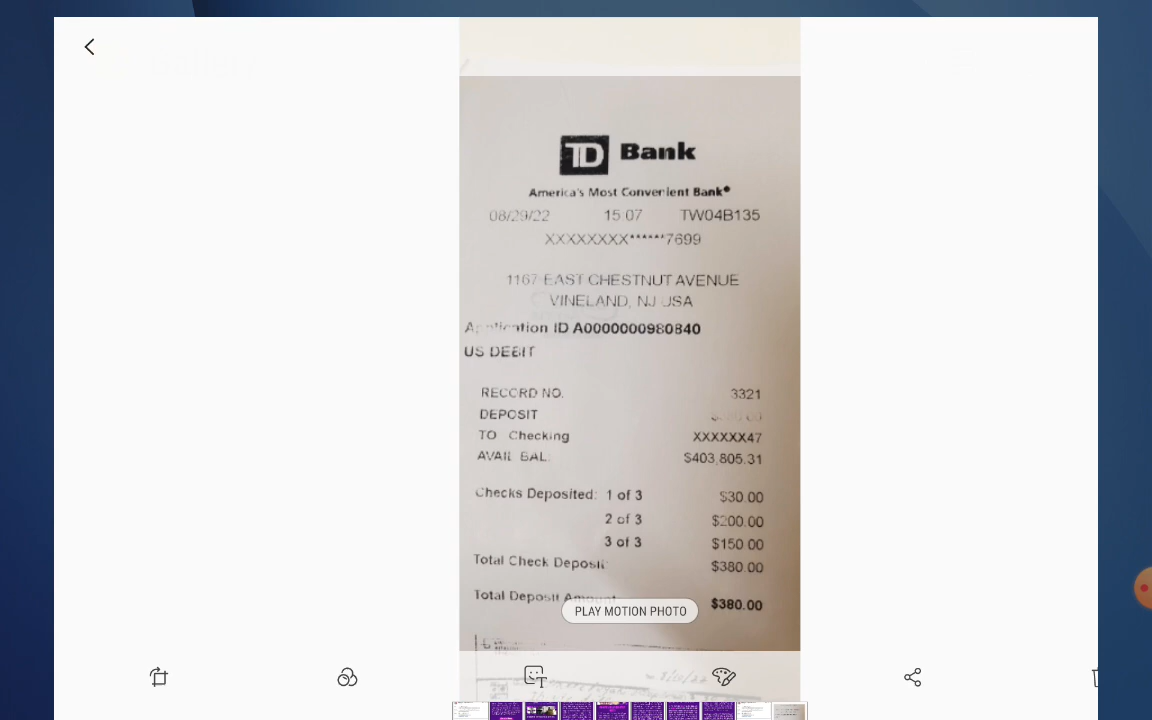 TD Bank
America's Most Convenient Bank®
08/29/22 15:07 TW04B135
XXXXXXXX******7699
1167 EAST CHESTNUT AVENUE
VINELAND, NJ USA
Application ID A0000000980840
US DEBIT
RECORD NO. 3321
DEPOSIT
TO Checking XXXXXX47
AVAIL BAL. $403,805.31
Checks Deposited: 1 of 3 $30.00
2 of 3 $200.00
3 of 3 $150.00
Total Check Deposit: $380.00
Total Deposit Amount: $380.00
PLAY MOTION PHOTO